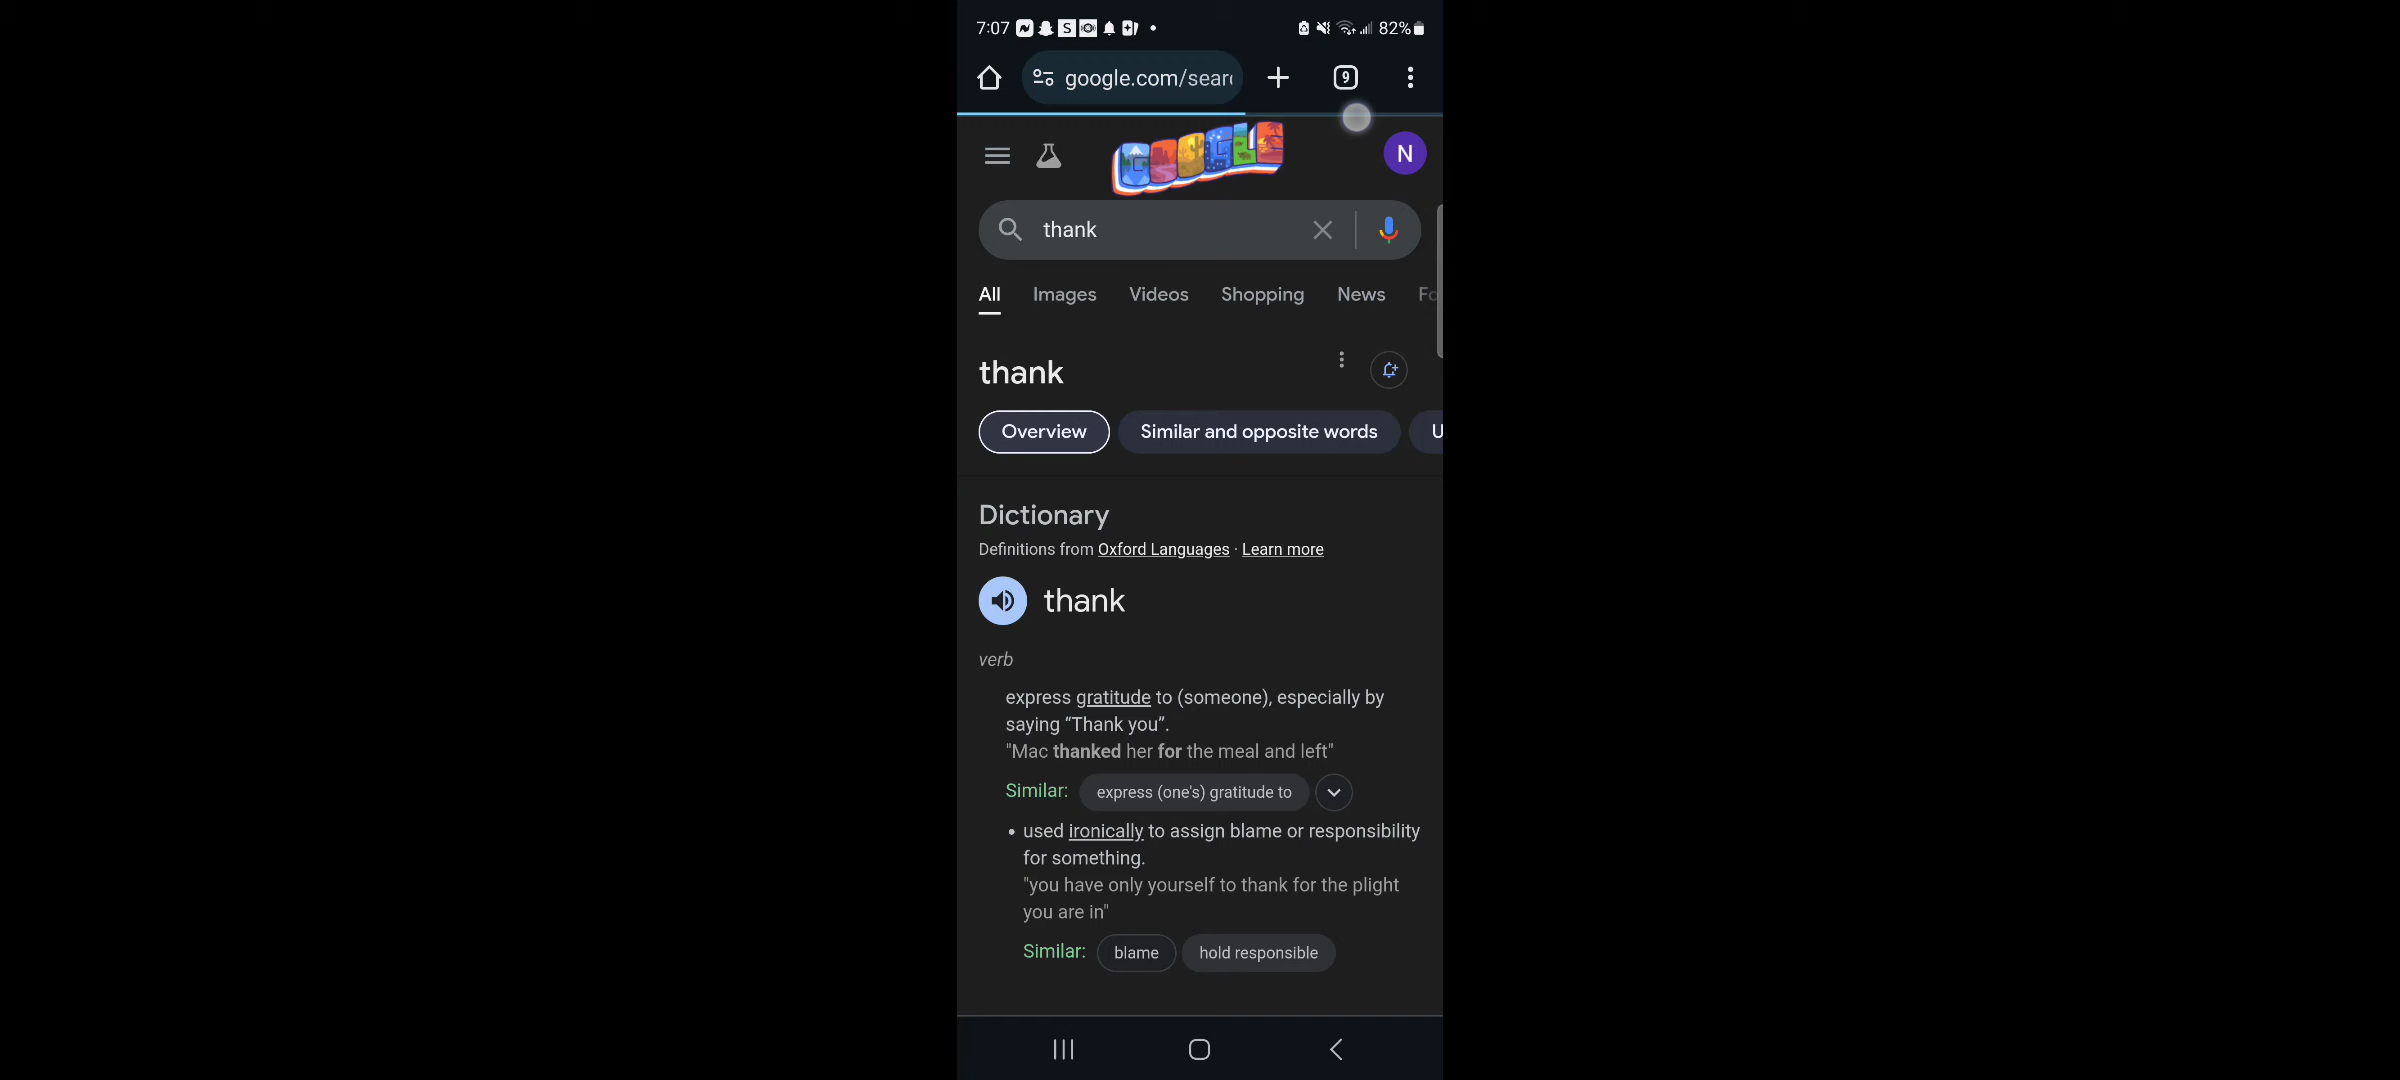 7:07 82%
google.com/sear
9
GOOGLE
N
thank
All Images Videos Shopping News Fo
thank
Overview Similar and opposite words U
Dictionary
Definitions from Oxford Languages · Learn more
thank
verb
express gratitude to (someone), especially by
saying “Thank you”.
"Mac thanked her for the meal and left"
Similar: express (one's) gratitude to
• used ironically to assign blame or responsibility
for something.
"you have only yourself to thank for the plight
you are in"
Similar: blame hold responsible